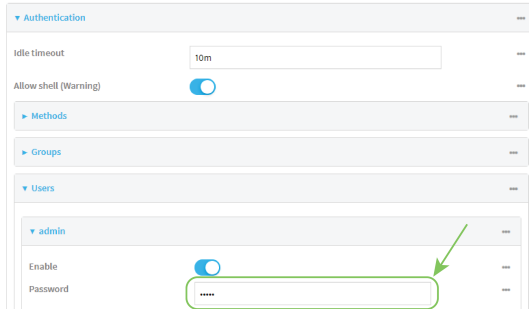 Authentication
Idle timeout
10m
Allow shell (Warning)
Methods
Groups
Users
admin
Enable
Password
•••••